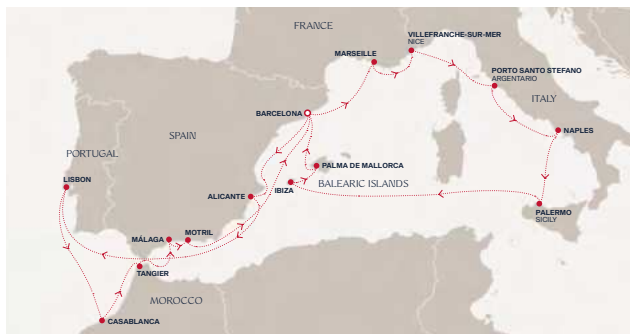 FRANCE
VILLEFRANCHE-SUR-MER
NICE
MARSEILLE
PORTO SANTO STEFANO
ARGENTARIO
ITALY
BARCELONA
NAPLES
SPAIN
PORTUGAL
PALMA DE MALLORCA
LISBON
IBIZA
BALEARIC ISLANDS
ALICANTE
PALERMO
SICILY
MÁLAGA
MOTRIL
TANGIER
MOROCCO
CASABLANCA